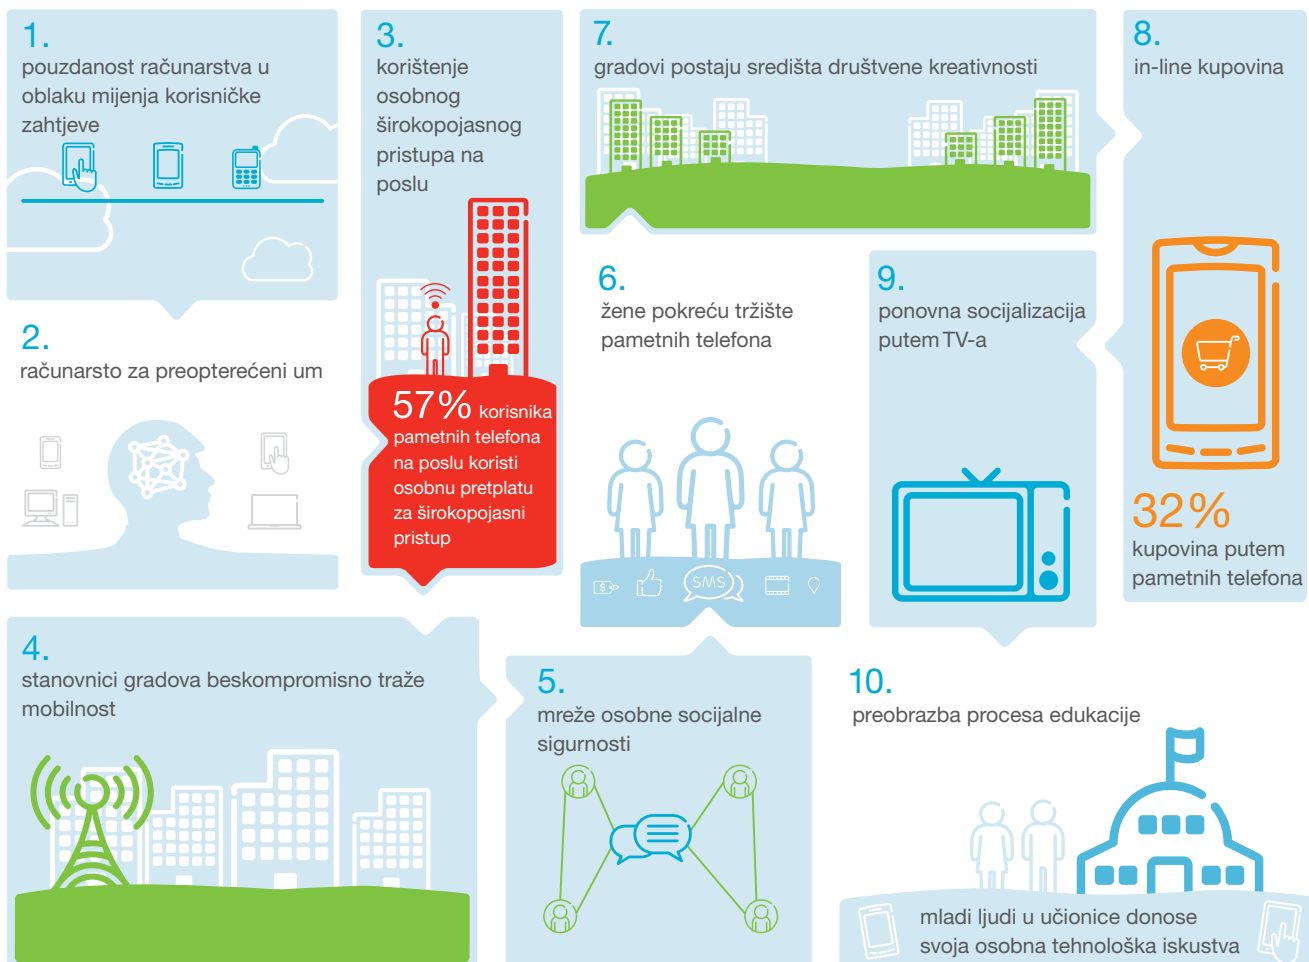 1.
pouzdanost računarstva u
oblaku mijenja korisničke
zahtjeve
2.
računarsto za preopterećeni um
3.
korištenje
osobnog
širokopojasnog
pristupa na
poslu
57% korisnika
pametnih telefona
na poslu koristi
osobnu pretplatu
za širokopojasni
pristup
4.
stanovnici gradova beskompromisno traže
mobilnost
5.
mreže osobne socijalne
sigurnosti
6.
žene pokreću tržište
pametnih telefona
$
SMS
7.
gradovi postaju središta društvene kreativnosti
8.
in-line kupovina
32%
kupovina putem
pametnih telefona
9.
ponovna socijalizacija
putem TV-a
10.
preobrazba procesa edukacije
mladi ljudi u učionice donose
svoja osobna tehnološka iskustva